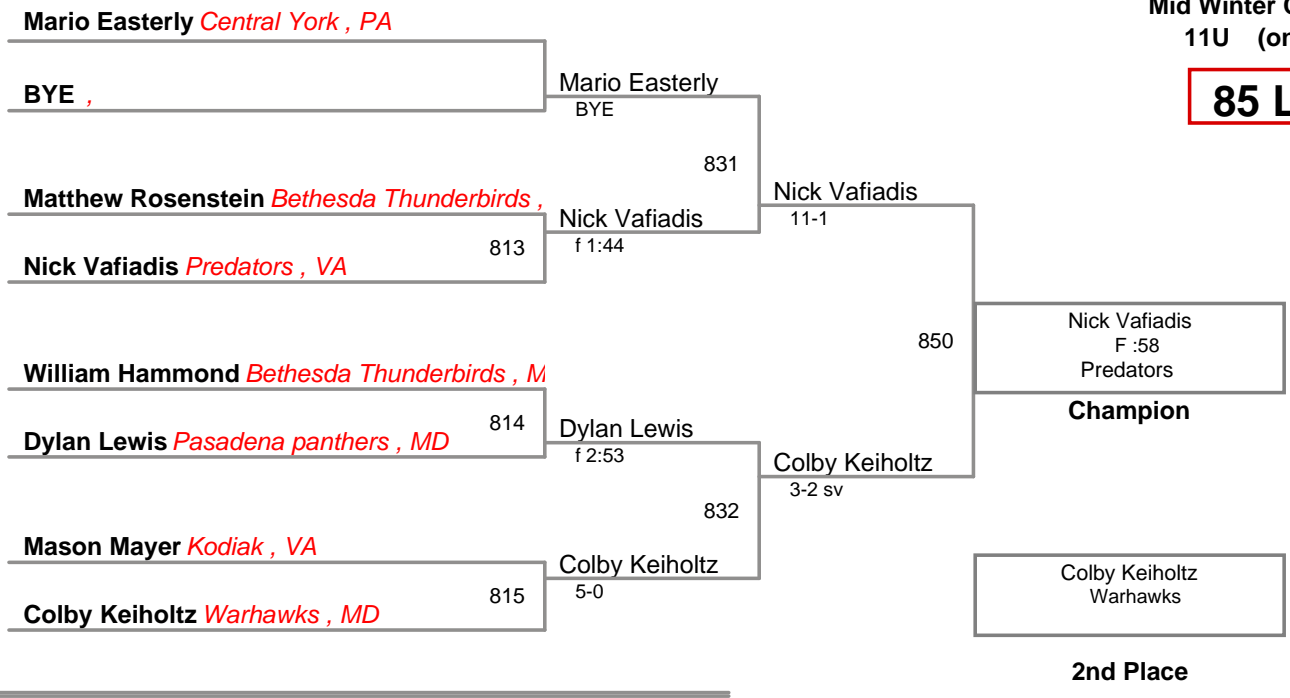 Mid Winter
11U (or
85 L
Mario Easterly Central York , PA
BYE ,
Mario Easterly
BYE
831
Matthew Rosenstein Bethesda Thunderbirds ,
Nick Vafiadis
11-1
Nick Vafiadis
f 1:44
813
Nick Vafiadis Predators , VA
850
Nick Vafiadis
F :58
Predators
Champion
William Hammond Bethesda Thunderbirds , M
814
Dylan Lewis
f 2:53
Dylan Lewis Pasadena panthers , MD
Colby Keiholtz
3-2 sv
832
Mason Mayer Kodiak , VA
Colby Keiholtz
5-0
815
Colby Keiholtz Warhawks , MD
Colby Keiholtz
Warhawks
2nd Place